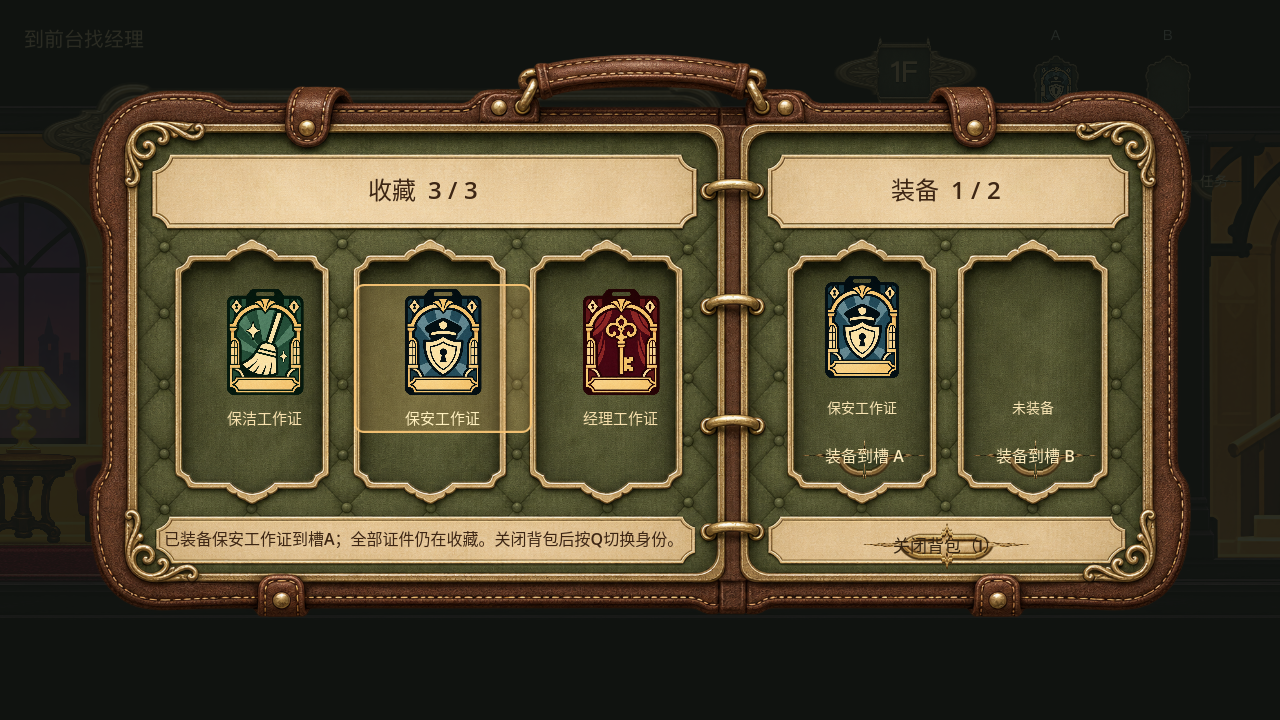 到前台找经理
1F
A
B
任
收藏 3 / 3
装备 1 / 2
保洁工作证
保安工作证
经理工作证
保安工作证
未装备
装备到槽 A
装备到槽 B
已装备保安工作证到槽A；全部证件仍在收藏。关闭背包后按Q切换身份。
关闭背包（I）